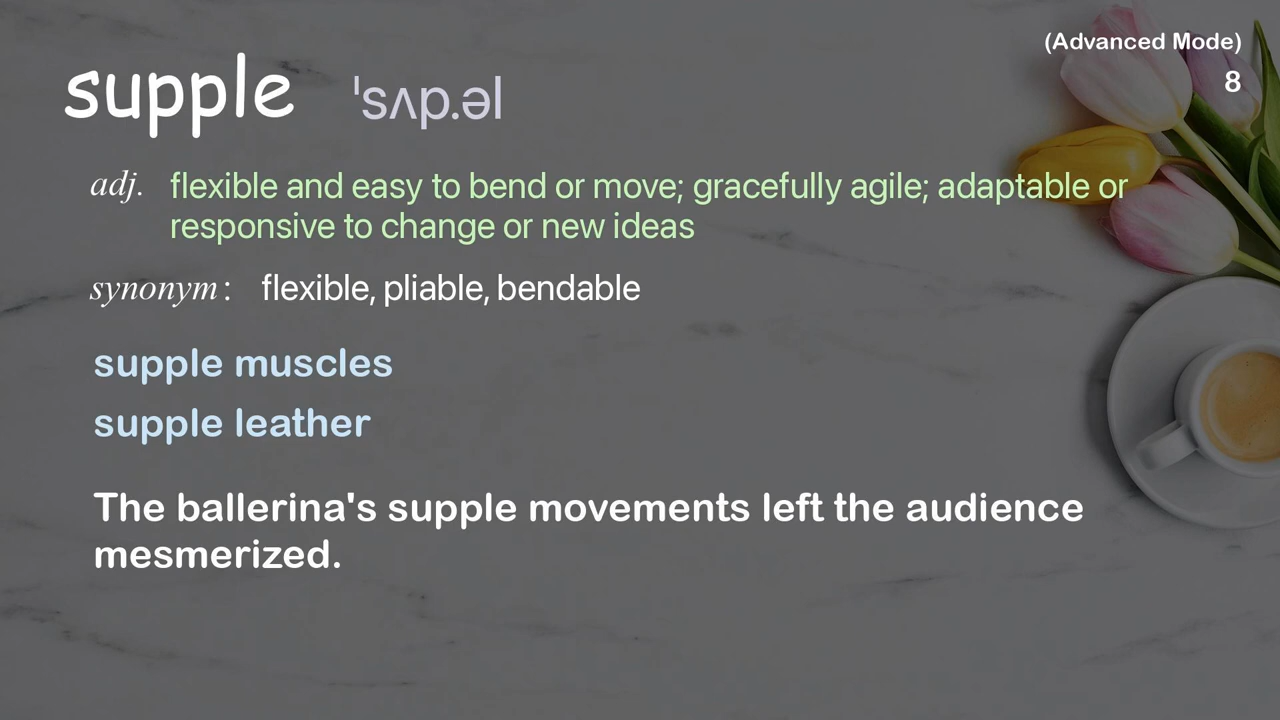 (Advanced Mode)
8
supple ˈsʌp.əl
adj. flexible and easy to bend or move; gracefully agile; adaptable or
responsive to change or new ideas
synonym : flexible, pliable, bendable
supple muscles
supple leather
The ballerina's supple movements left the audience
mesmerized.